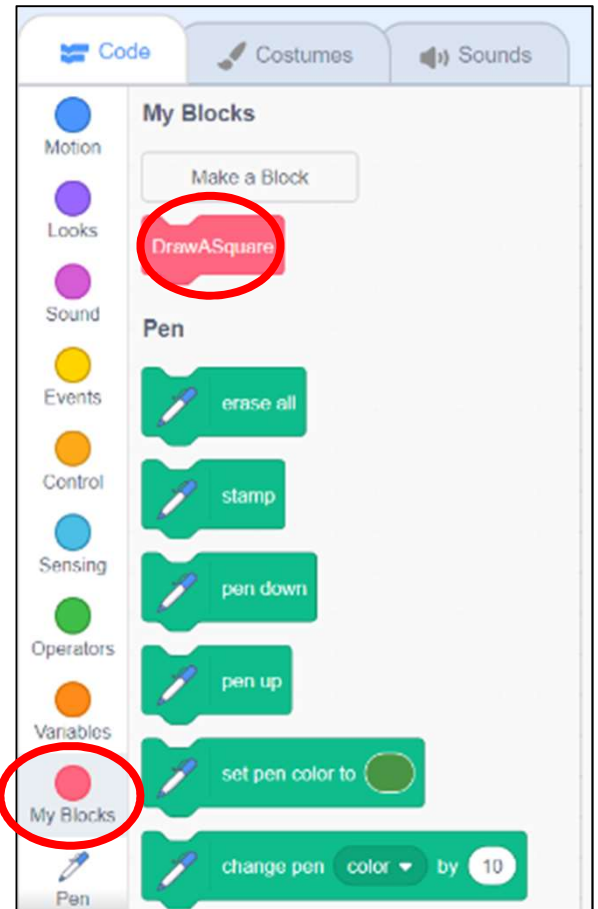 Code
Costumes
Sounds
Motion
Looks
Sound
Events
Control
Sensing
Operators
Variables
My Blocks
Pen
My Blocks
Make a Block
DrawASquare
Pen
erase all
stamp
pen down
pen up
set pen color to
change pen color by 10